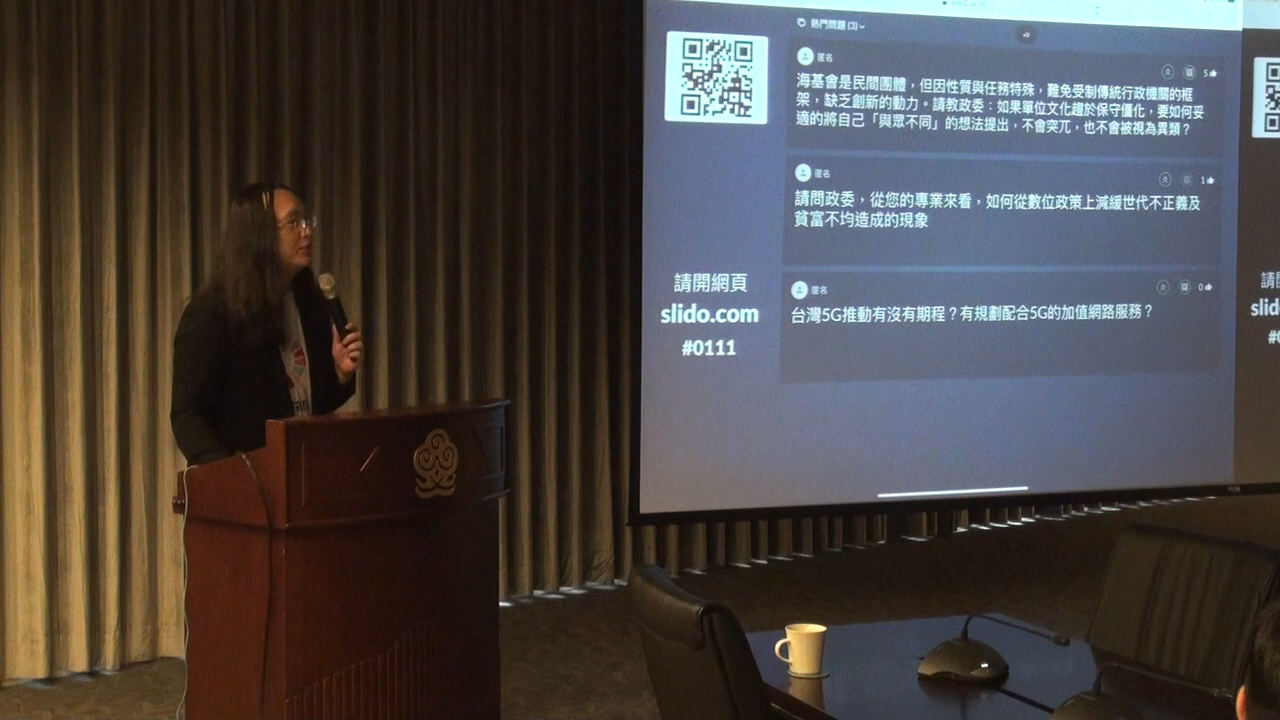 熱門問題 (3)
匿名
5
海基會是民間團體，但因性質與任務特殊，難免受制傳統行政機關的框
架，缺乏創新的動力。請教政委：如果單位文化趨於保守僵化，要如何妥
適的將自己「與眾不同」的想法提出，不會突兀，也不會被視為異類？
匿名
1
請問政委，從您的專業來看，如何從數位政策上減緩世代不正義及
貧富不均造成的現象
匿名
0
台灣5G推動有沒有期程？有規劃配合5G的加值網路服務？
請開網頁
slido.com
#0111
請
slid
#0